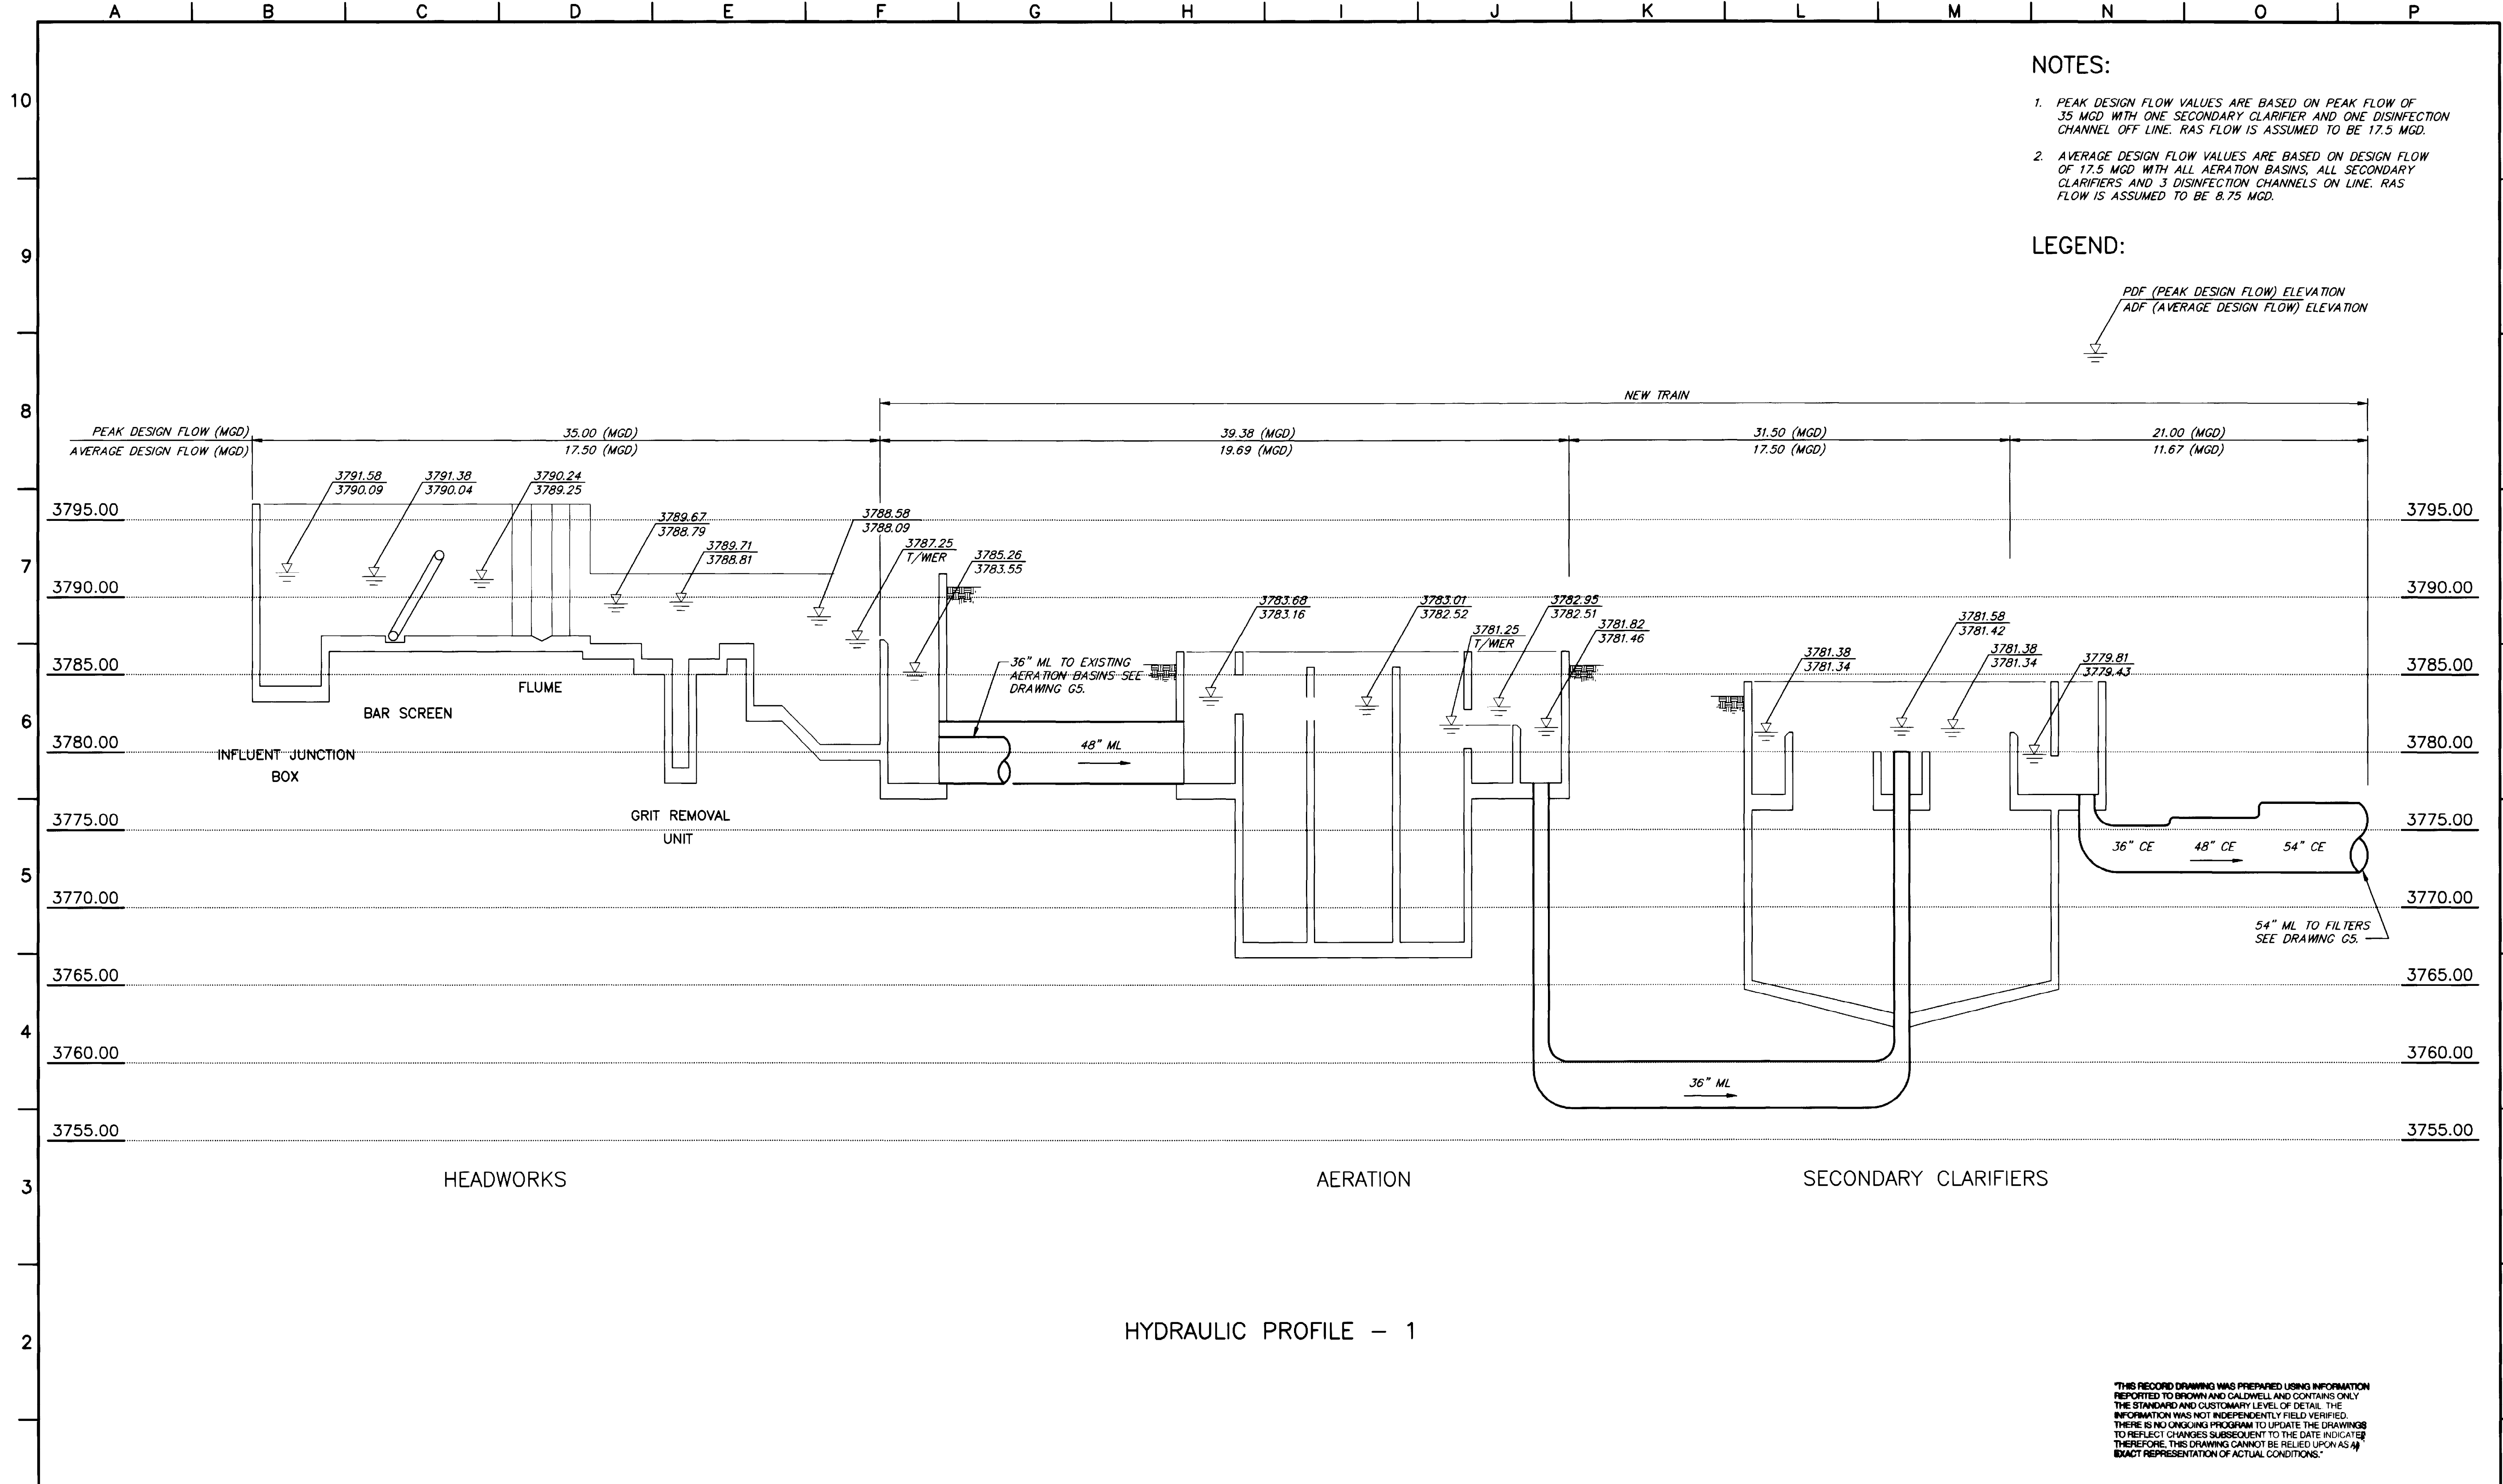 A B C D E F G H I J K L M N O P
10
9
8
7
6
5
4
3
2
NOTES:
1. PEAK DESIGN FLOW VALUES ARE BASED ON PEAK FLOW OF
35 MGD WITH ONE SECONDARY CLARIFIER AND ONE DISINFECTION
CHANNEL OFF LINE. RAS FLOW IS ASSUMED TO BE 17.5 MGD.
2. AVERAGE DESIGN FLOW VALUES ARE BASED ON DESIGN FLOW
OF 17.5 MGD WITH ALL AERATION BASINS, ALL SECONDARY
CLARIFIERS AND 3 DISINFECTION CHANNELS ON LINE. RAS
FLOW IS ASSUMED TO BE 8.75 MGD.
LEGEND:
PDF (PEAK DESIGN FLOW) ELEVATION
ADF (AVERAGE DESIGN FLOW) ELEVATION
NEW TRAIN
PEAK DESIGN FLOW (MGD)
AVERAGE DESIGN FLOW (MGD)
35.00 (MGD)
17.50 (MGD)
39.38 (MGD)
19.69 (MGD)
31.50 (MGD)
17.50 (MGD)
21.00 (MGD)
11.67 (MGD)
3791.58
3790.09
3791.38
3790.04
3790.24
3789.25
3789.67
3788.79
3789.71
3788.81
3788.58
3788.09
3787.25
T/WIER
3785.26
3783.55
3783.68
3783.16
3783.01
3782.52
3781.25
T/WIER
3782.95
3782.51
3781.82
3781.46
3781.38
3781.34
3781.58
3781.42
3781.38
3781.34
3779.81
3779.43
3795.00
3795.00
3790.00
3790.00
3785.00
3785.00
3780.00
3780.00
3775.00
3775.00
3770.00
3770.00
3765.00
3765.00
3760.00
3760.00
3755.00
3755.00
FLUME
BAR SCREEN
INFLUENT JUNCTION
BOX
GRIT REMOVAL
UNIT
36" ML TO EXISTING
AERATION BASINS SEE
DRAWING G5.
48" ML
36" ML
36" CE
48" CE
54" CE
54" ML TO FILTERS
SEE DRAWING G5.
HEADWORKS
AERATION
SECONDARY CLARIFIERS
HYDRAULIC PROFILE – 1
"THIS RECORD DRAWING WAS PREPARED USING INFORMATION
REPORTED TO BROWN AND CALDWELL AND CONTAINS ONLY
THE STANDARD AND CUSTOMARY LEVEL OF DETAIL THE
INFORMATION WAS NOT INDEPENDENTLY FIELD VERIFIED.
THERE IS NO ONGOING PROGRAM TO UPDATE THE DRAWINGS
TO REFLECT CHANGES SUBSEQUENT TO THE DATE INDICATED
THEREFORE, THIS DRAWING CANNOT BE RELIED UPON AS AN
EXACT REPRESENTATION OF ACTUAL CONDITIONS."